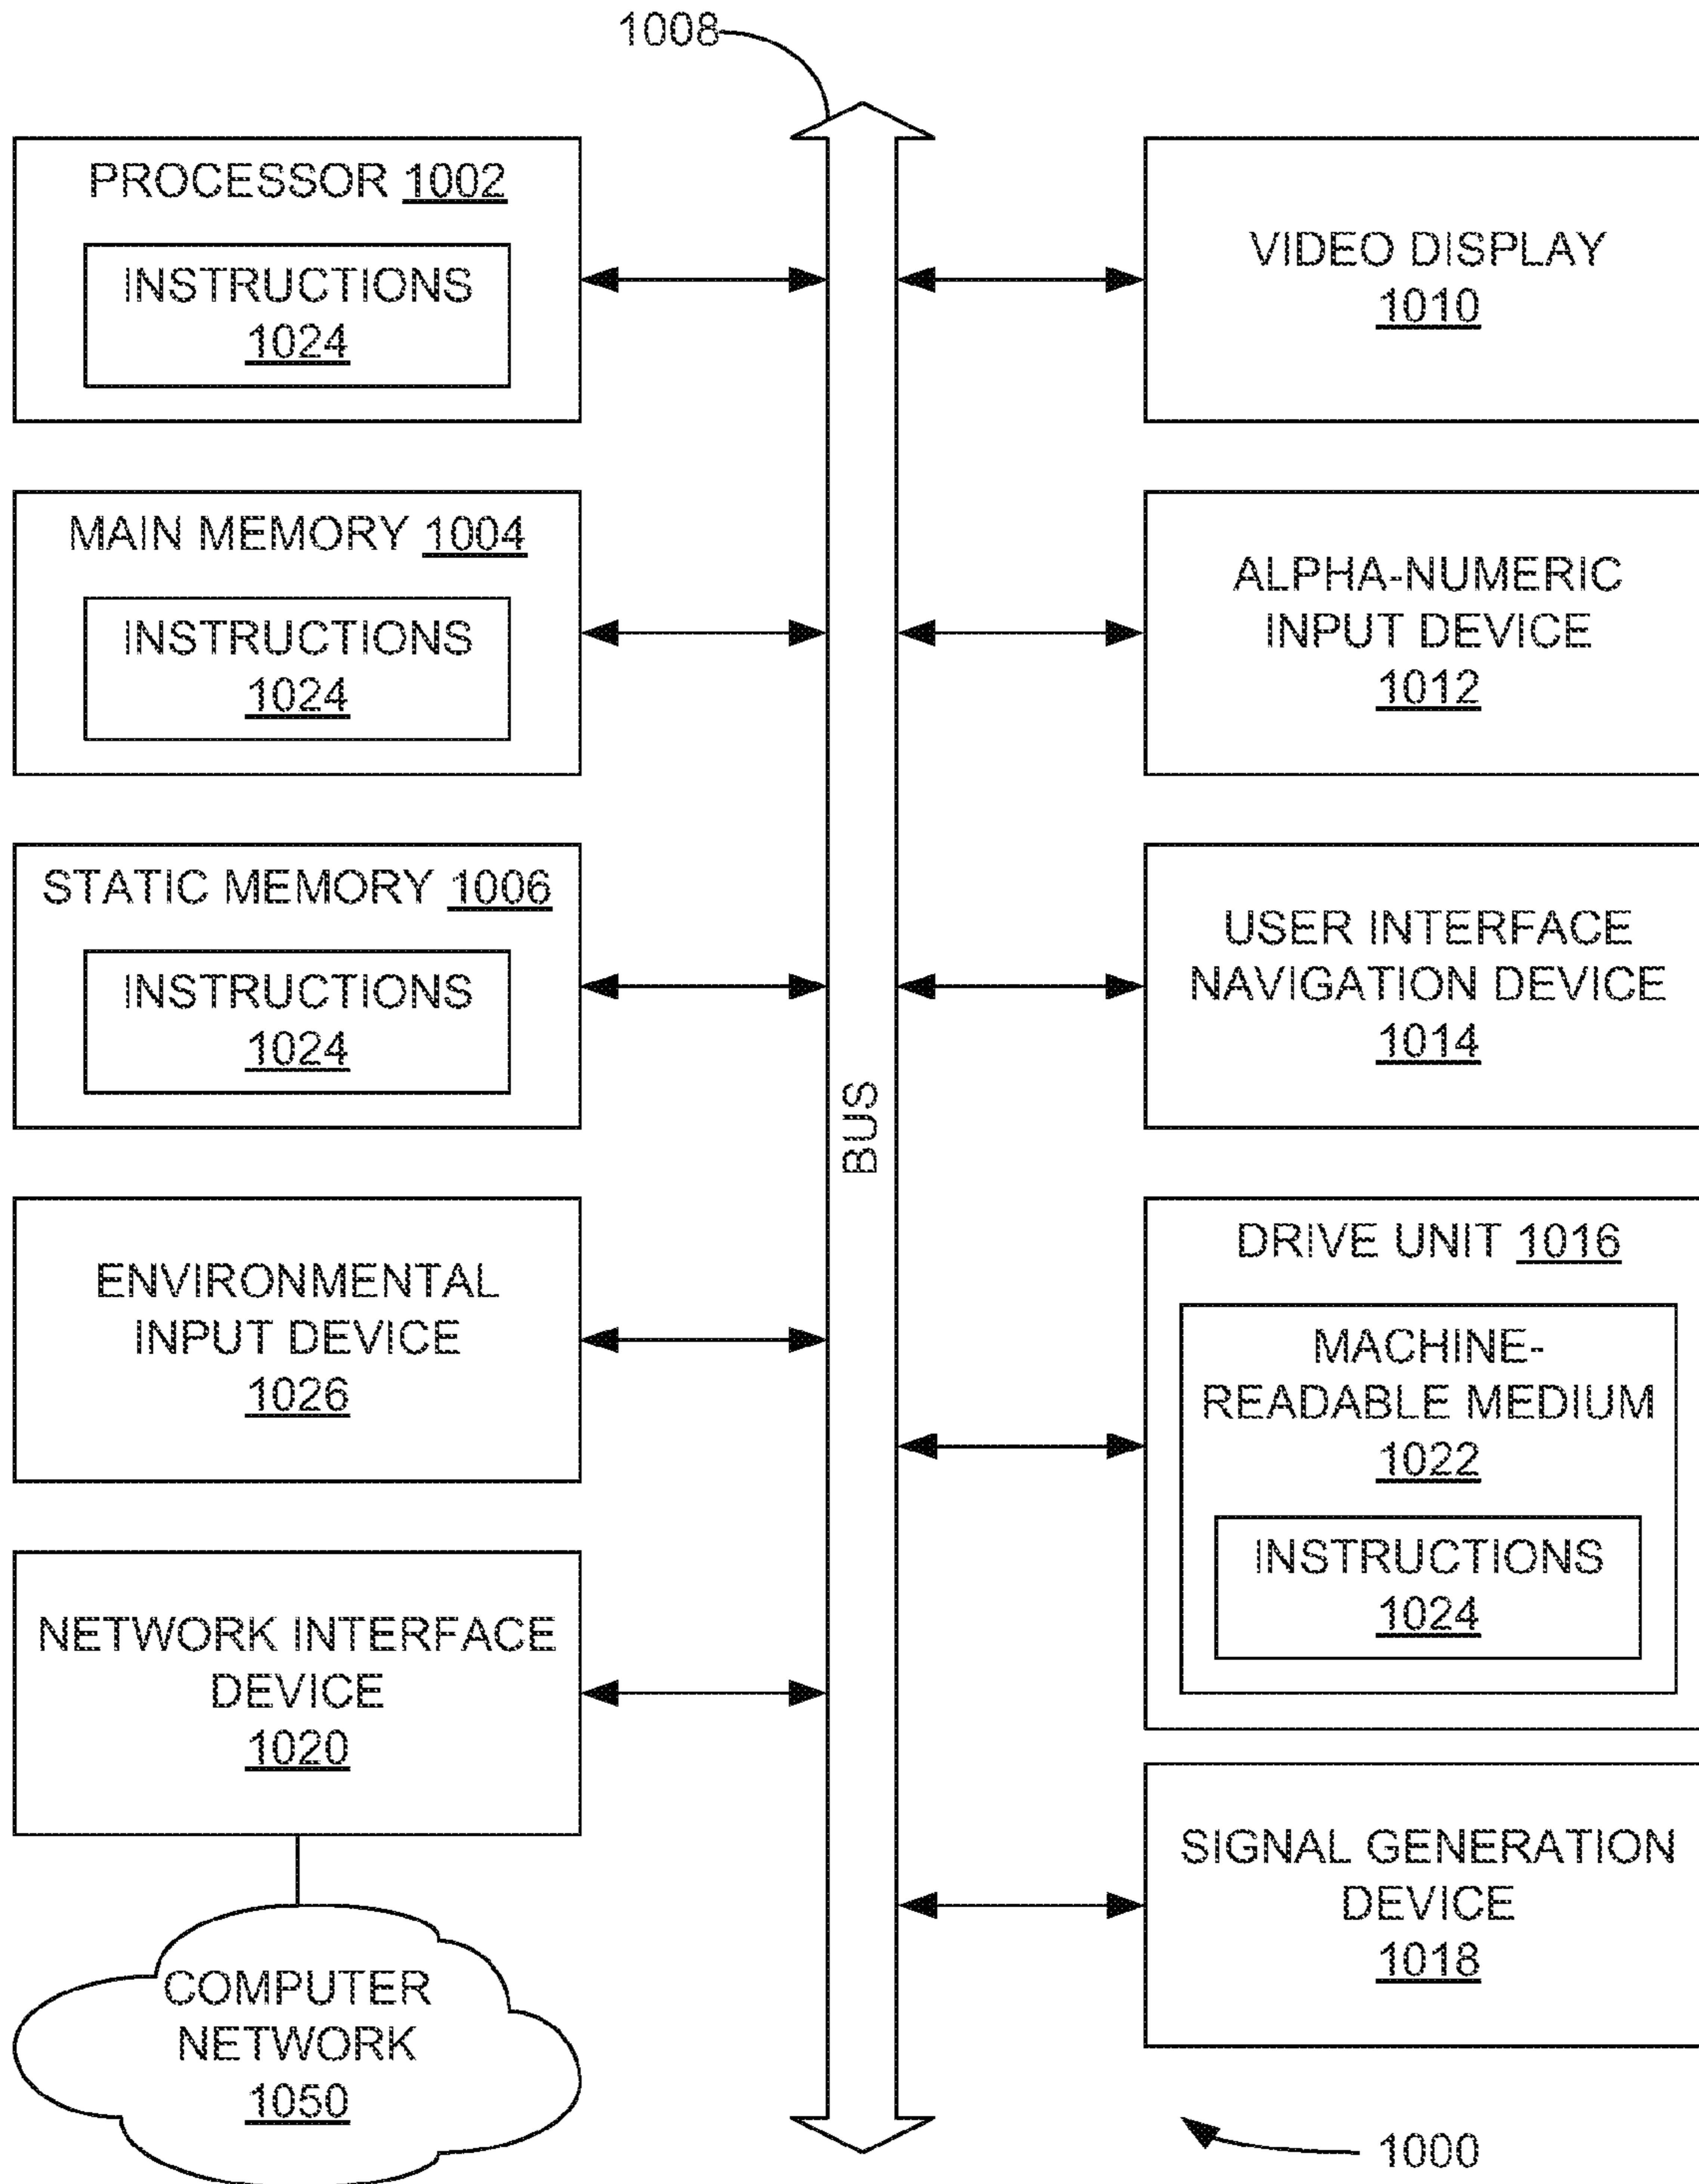 1008
PROCESSOR 1002
INSTRUCTIONS
1024
MAIN MEMORY 1004
INSTRUCTIONS
1024
STATIC MEMORY 1006
INSTRUCTIONS
1024
ENVIRONMENTAL
INPUT DEVICE
1026
NETWORK INTERFACE
DEVICE
1020
COMPUTER
NETWORK
1050
BUS
VIDEO DISPLAY
1010
ALPHA-NUMERIC
INPUT DEVICE
1012
USER INTERFACE
NAVIGATION DEVICE
1014
DRIVE UNIT 1016
MACHINE-
READABLE MEDIUM
1022
INSTRUCTIONS
1024
SIGNAL GENERATION
DEVICE
1018
1000